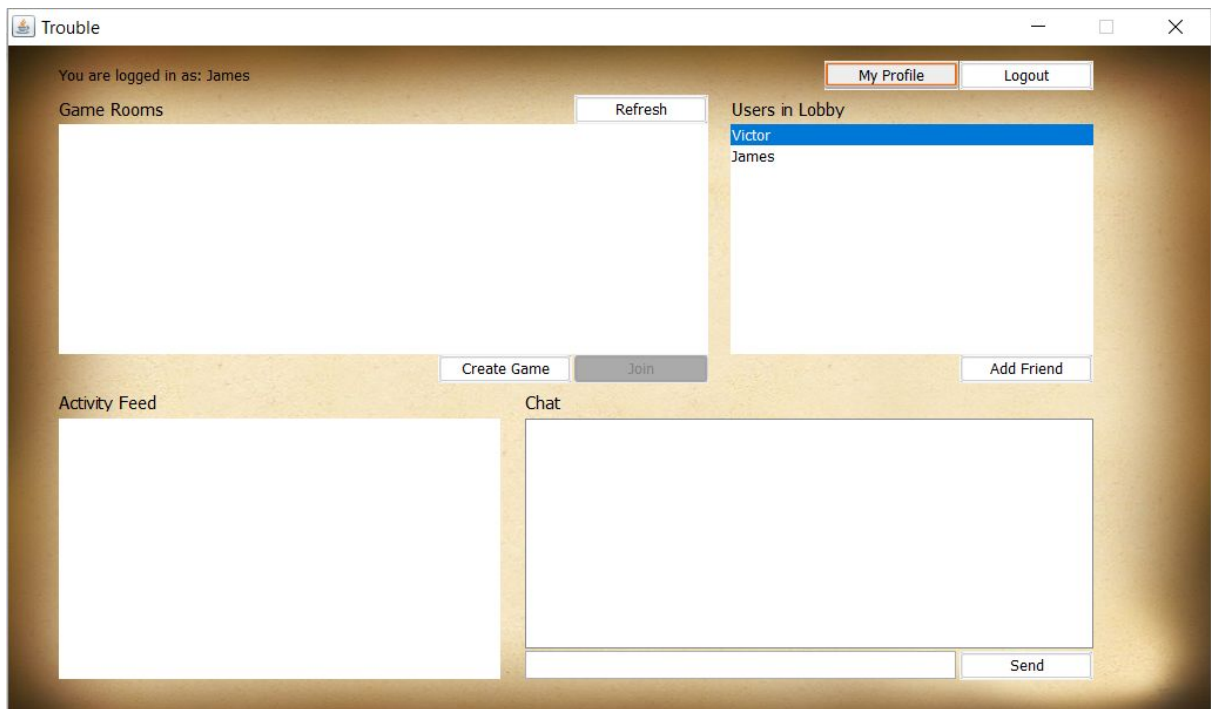 Trouble
You are logged in as: James
My Profile
Logout
Game Rooms
Refresh
Users in Lobby
Victor
James
Create Game
Join
Add Friend
Activity Feed
Chat
Send